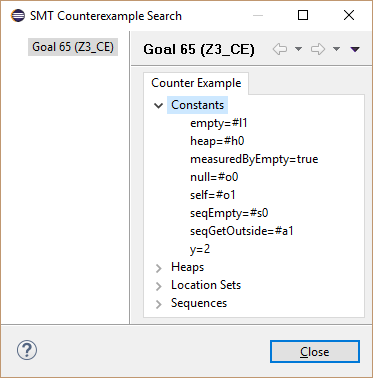 SMT Counterexample Search
Goal 65 (Z3_CE)
Goal 65 (Z3_CE)
Counter Example
Constants
empty=#l1
heap=#h0
measuredByEmpty=true
null=#o0
self=#o1
seqEmpty=#s0
seqGetOutside=#a1
y=2
Heaps
Location Sets
Sequences
Close